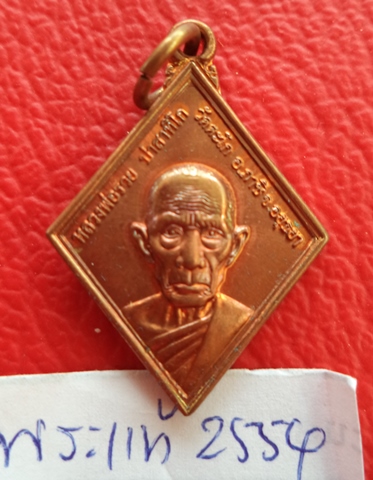 หลวงพ่อรวย ปาสาทิโก
วัดตะโก อ.ภาชี จ.อยุธยา
พระแท้ 2559